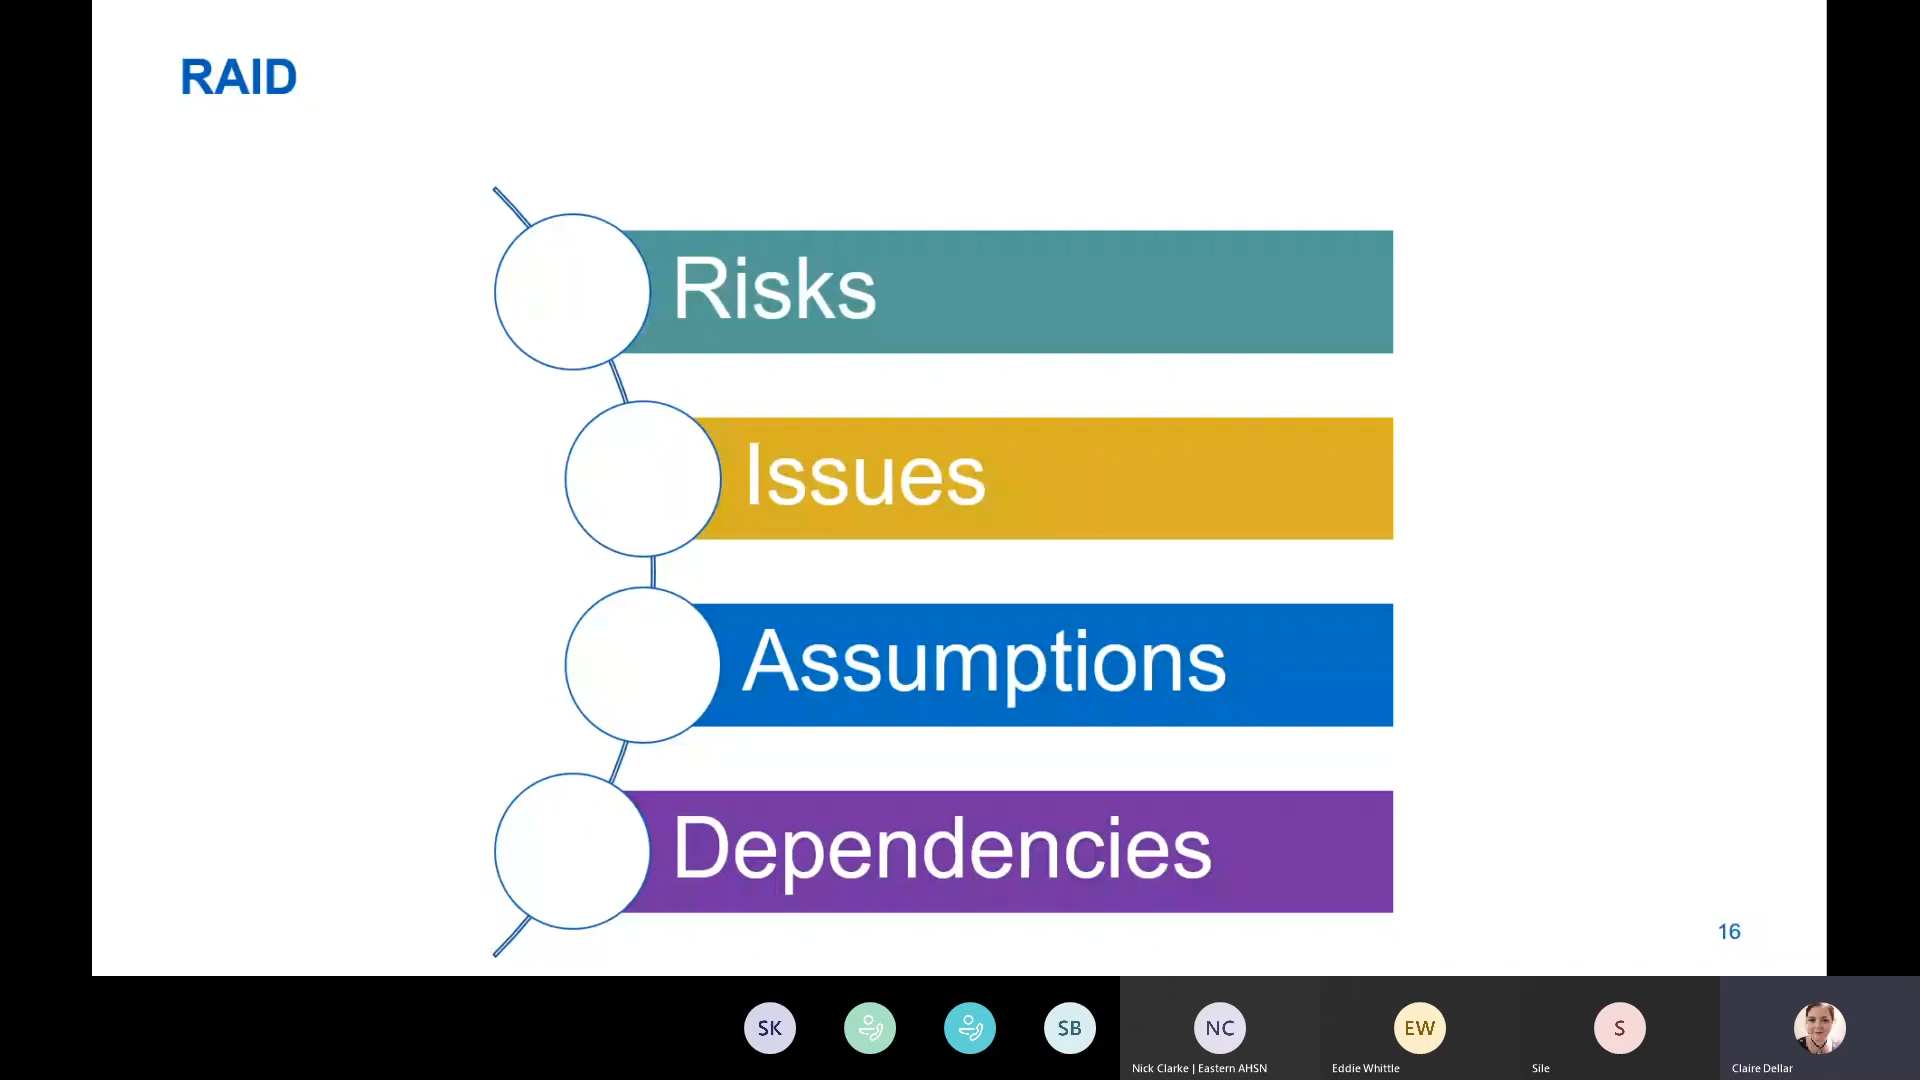 RAID
Risks
Issues
Assumptions
Dependencies
16
SK
SB
NC
EW
S
Nick Clarke | Eastern AHSN
Eddie Whittle
Sile
Claire Dellar